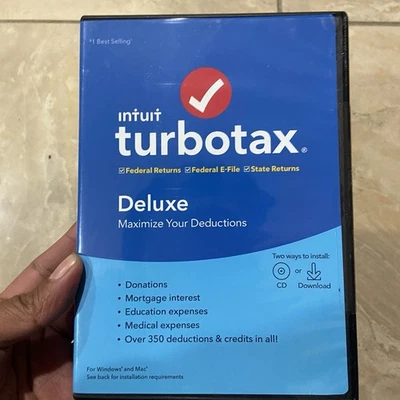 #1 Best Selling
intuit
turbotax®
☑Federal Returns ☑Federal E-File ☑State Returns
Deluxe
Maximize Your Deductions
Two ways to install:
CD or Download
• Donations
• Mortgage interest
• Education expenses
• Medical expenses
• Over 350 deductions & credits in all!
For Windows® and Mac®
See back for installation requirements